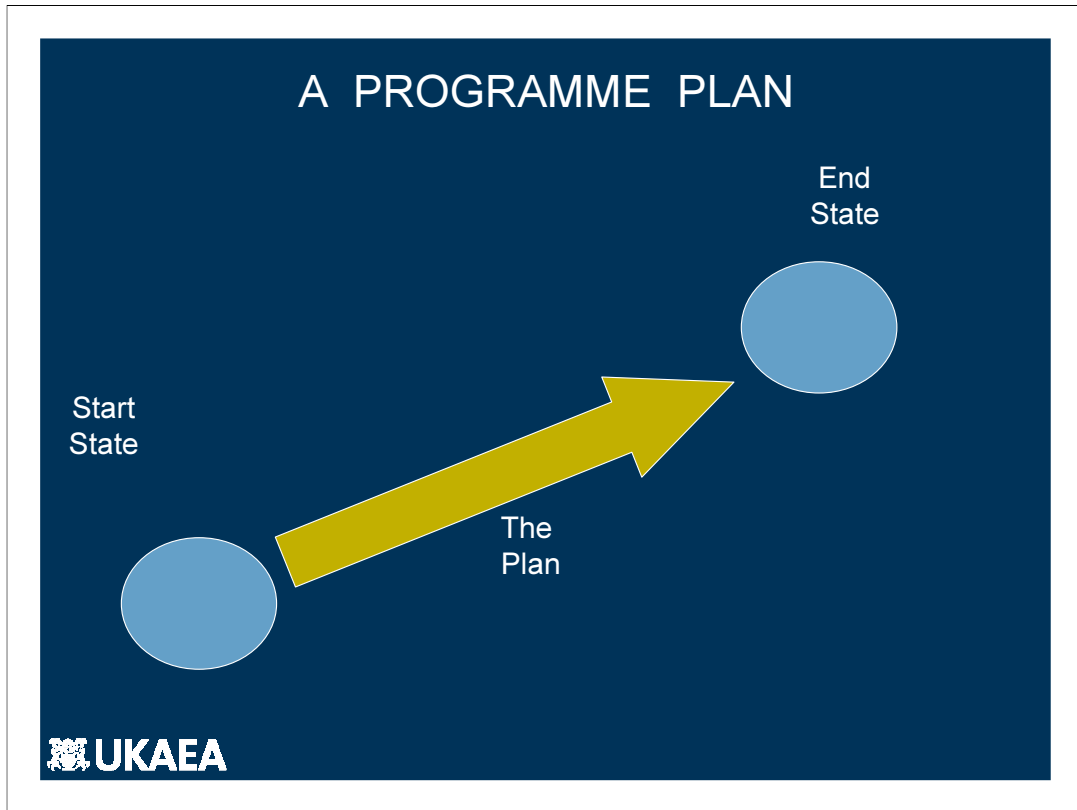 A PROGRAMME PLAN
End
State
Start
State
The
Plan
UKAEA